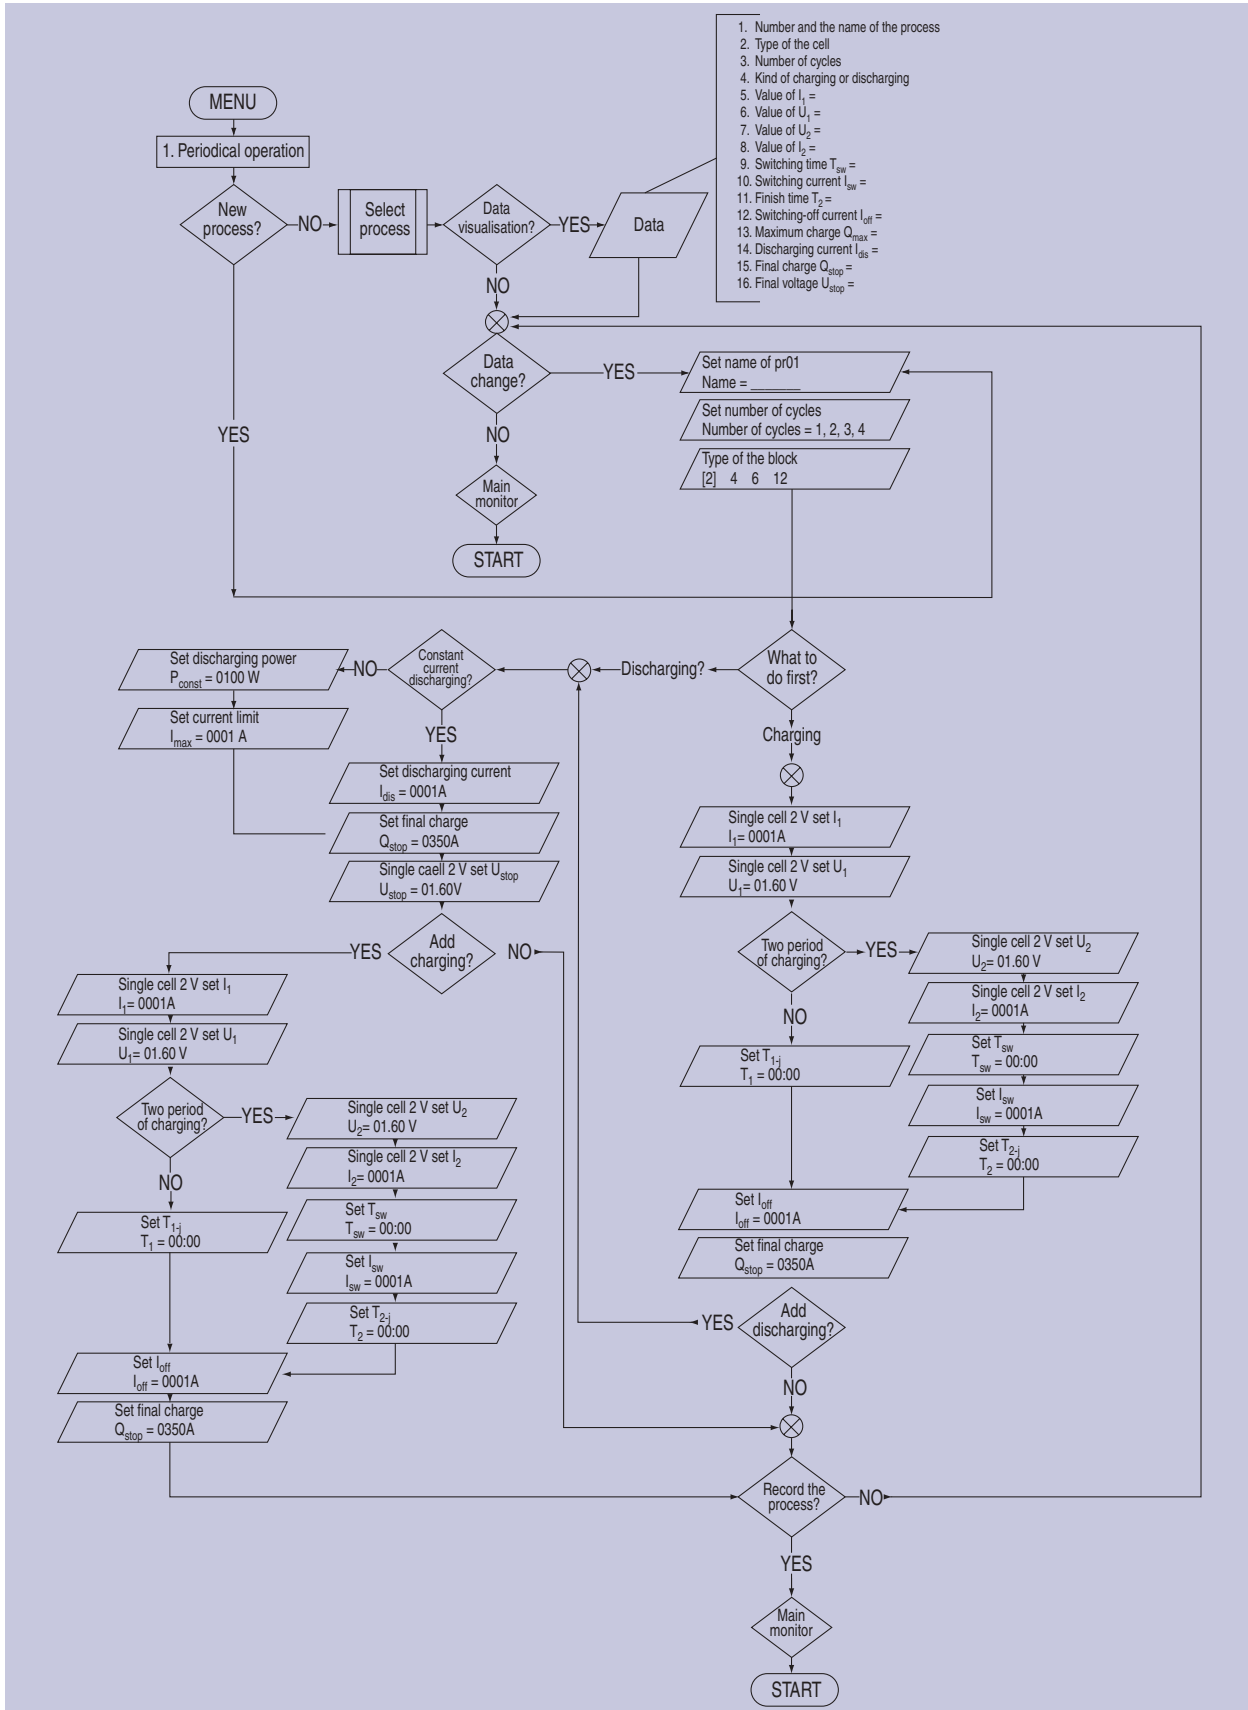 1. Number and the name of the process
2. Type of the cell
3. Number of cycles
4. Kind of charging or discharging
5. Value of I1 =
6. Value of U1 =
7. Value of U2 =
8. Value of I2 =
9. Switching time Tsw =
10. Switching current Isw =
11. Finish time T2 =
12. Switching-off current Ioff =
13. Maximum charge Qmax =
14. Discharging current Idis =
15. Final charge Qstop =
16. Final voltage Ustop =
MENU
1. Periodical operation
New
process?
NO
Select
process
Data
visualisation?
YES
Data
NO
YES
Data
change?
YES
Set name of pr01
Name = _______
Set number of cycles
Number of cycles = 1, 2, 3, 4
Type of the block
[2] 4 6 12
NO
Main
monitor
START
What to
do first?
Discharging?
Constant
current
discharging?
NO
Set discharging power
Pconst = 0100 W
Set current limit
Imax = 0001 A
YES
Set discharging current
Idis = 0001A
Set final charge
Qstop = 0350A
Single caell 2 V set Ustop
Ustop = 01.60V
Add
charging?
YES
NO
Single cell 2 V set I1
I1= 0001A
Single cell 2 V set U1
U1= 01.60 V
Two period
of charging?
YES
Single cell 2 V set U2
U2= 01.60 V
Single cell 2 V set I2
I2= 0001A
Set Tsw
Tsw = 00:00
Set Isw
Isw = 0001A
Set T2-j
T2 = 00:00
NO
Set T1-j
T1 = 00:00
Set Ioff
Ioff = 0001A
Set final charge
Qstop = 0350A
Charging
Single cell 2 V set I1
I1= 0001A
Single cell 2 V set U1
U1= 01.60 V
Two period
of charging?
YES
Single cell 2 V set U2
U2= 01.60 V
Single cell 2 V set I2
I2= 0001A
Set Tsw
Tsw = 00:00
Set Isw
Isw = 0001A
Set T2-j
T2 = 00:00
NO
Set T1-j
T1 = 00:00
Set Ioff
Ioff = 0001A
Set final charge
Qstop = 0350A
Add
discharging?
YES
NO
Record the
process?
NO
YES
Main
monitor
START